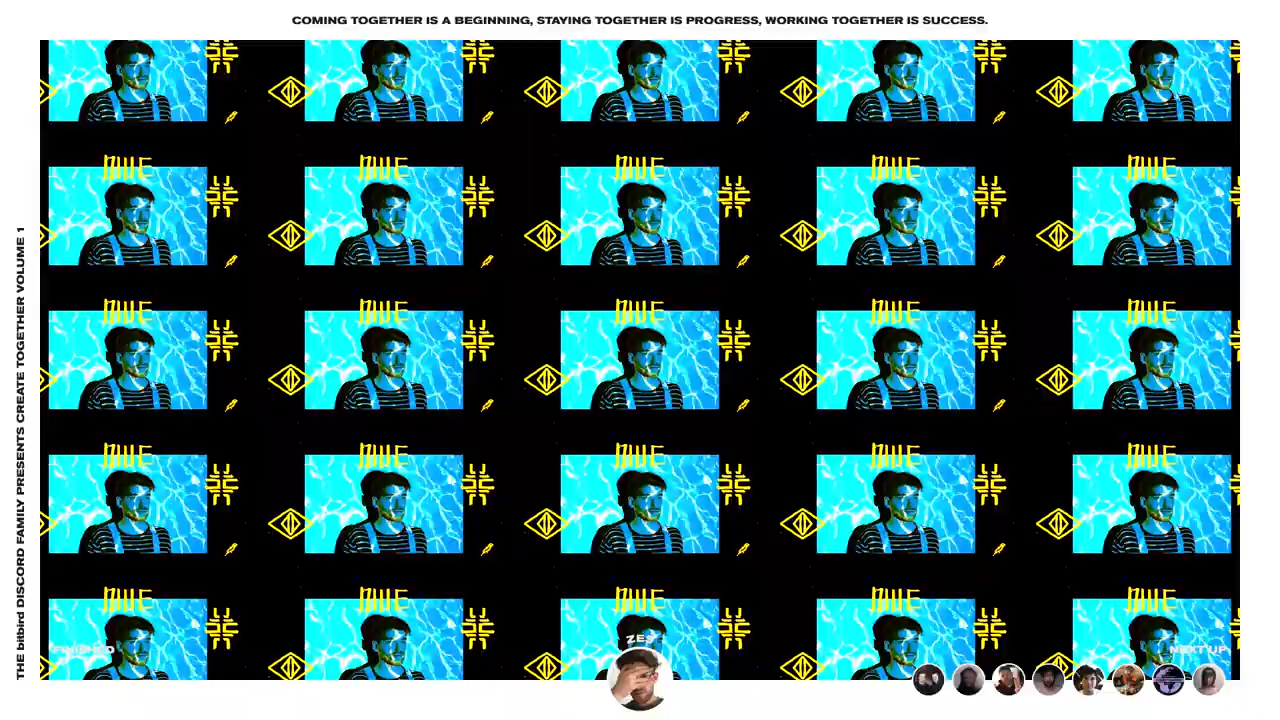 COMING TOGETHER IS A BEGINNING, STAYING TOGETHER IS PROGRESS, WORKING TOGETHER IS SUCCESS.
THE bitbird DISCORD FAMILY PRESENTS CREATE TOGETHER VOLUME 1
FINISHED
ZES
NEXT UP